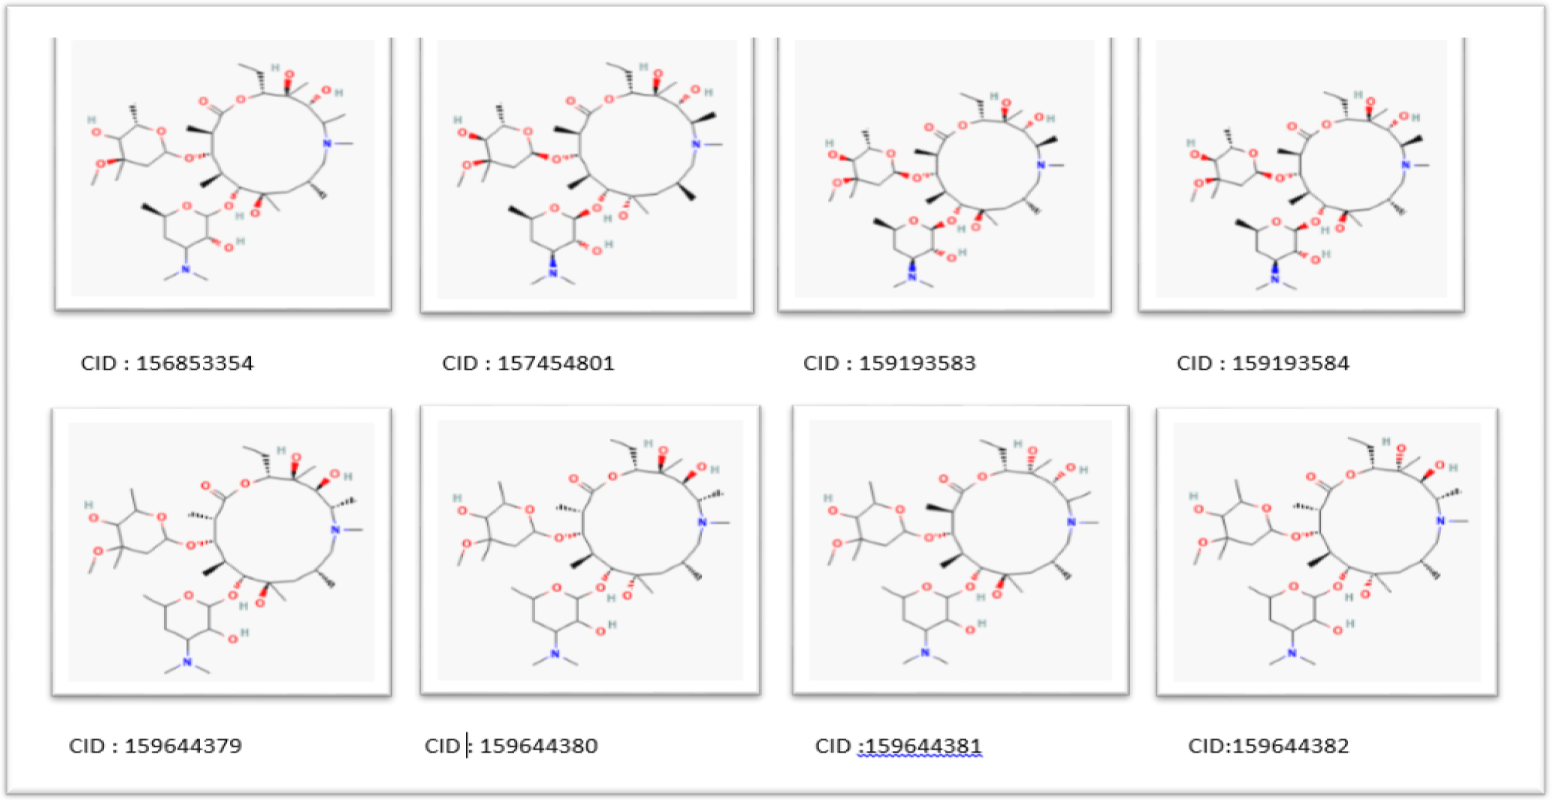 CID : 156853354
CID : 157454801
CID : 159193583
CID : 159193584
CID : 159644379
CID : 159644380
CID :159644381
CID:159644382